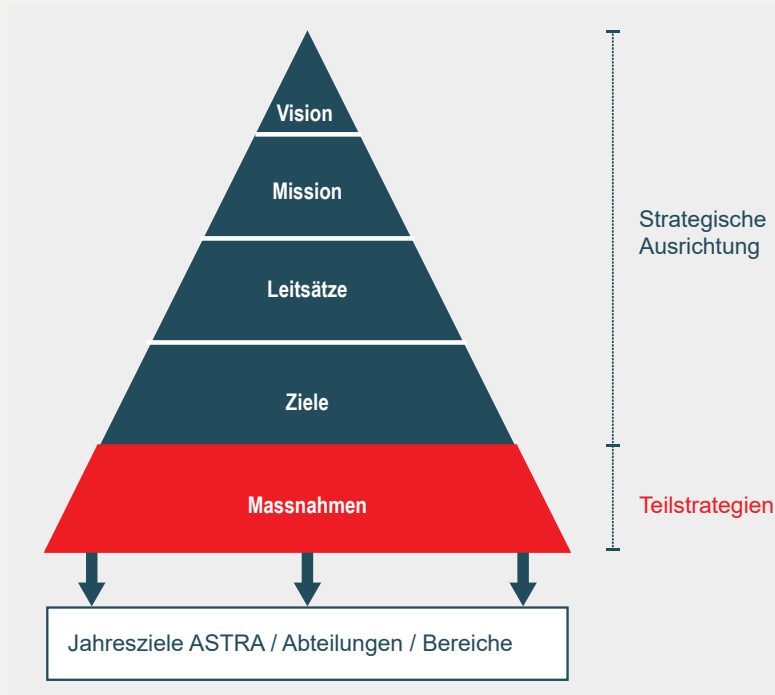 Vision
Mission
Leitsätze
Ziele
Massnahmen
Strategische
Ausrichtung
Teilstrategien
Jahresziele ASTRA / Abteilungen / Bereiche